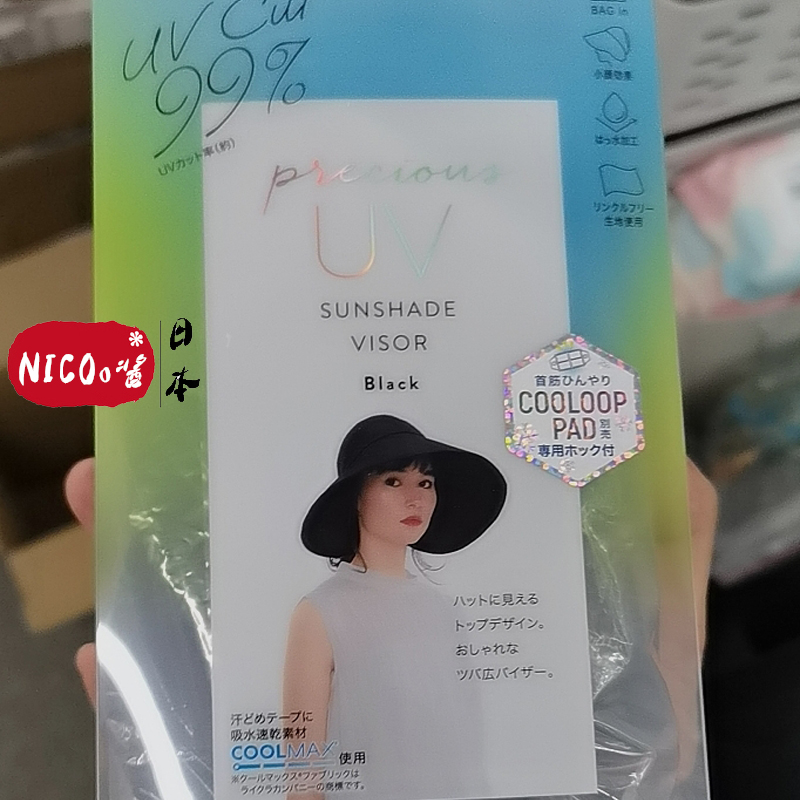 UV Cut
99%
UVカット率(約)
BAG in
小顔効果
はっ水加工
リンクルフリー
生地使用
precious
UV
SUNSHADE
VISOR
Black
NICO
日本
首筋ひんやり
COOLOOP
PAD 別売
専用ホック付
ハットに見える
トップデザイン。
おしゃれな
ツバ広バイザー。
汗どめテープに
吸水速乾素材
COOLMAX® 使用
※クールマックス®ファブリックは
ライクラカンパニーの商標です。